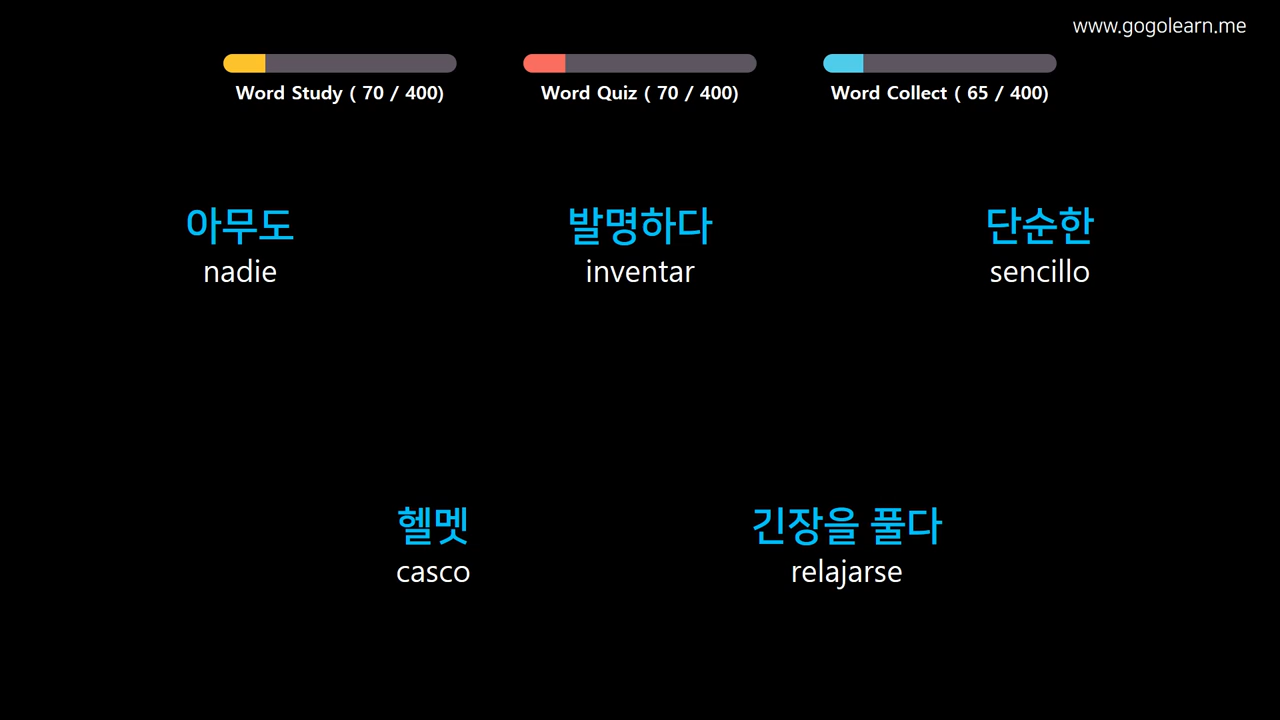 www.gogolearn.me
Word Study ( 70 / 400)
Word Quiz ( 70 / 400)
Word Collect ( 65 / 400)
아무도
nadie
발명하다
inventar
단순한
sencillo
헬멧
casco
긴장을 풀다
relajarse